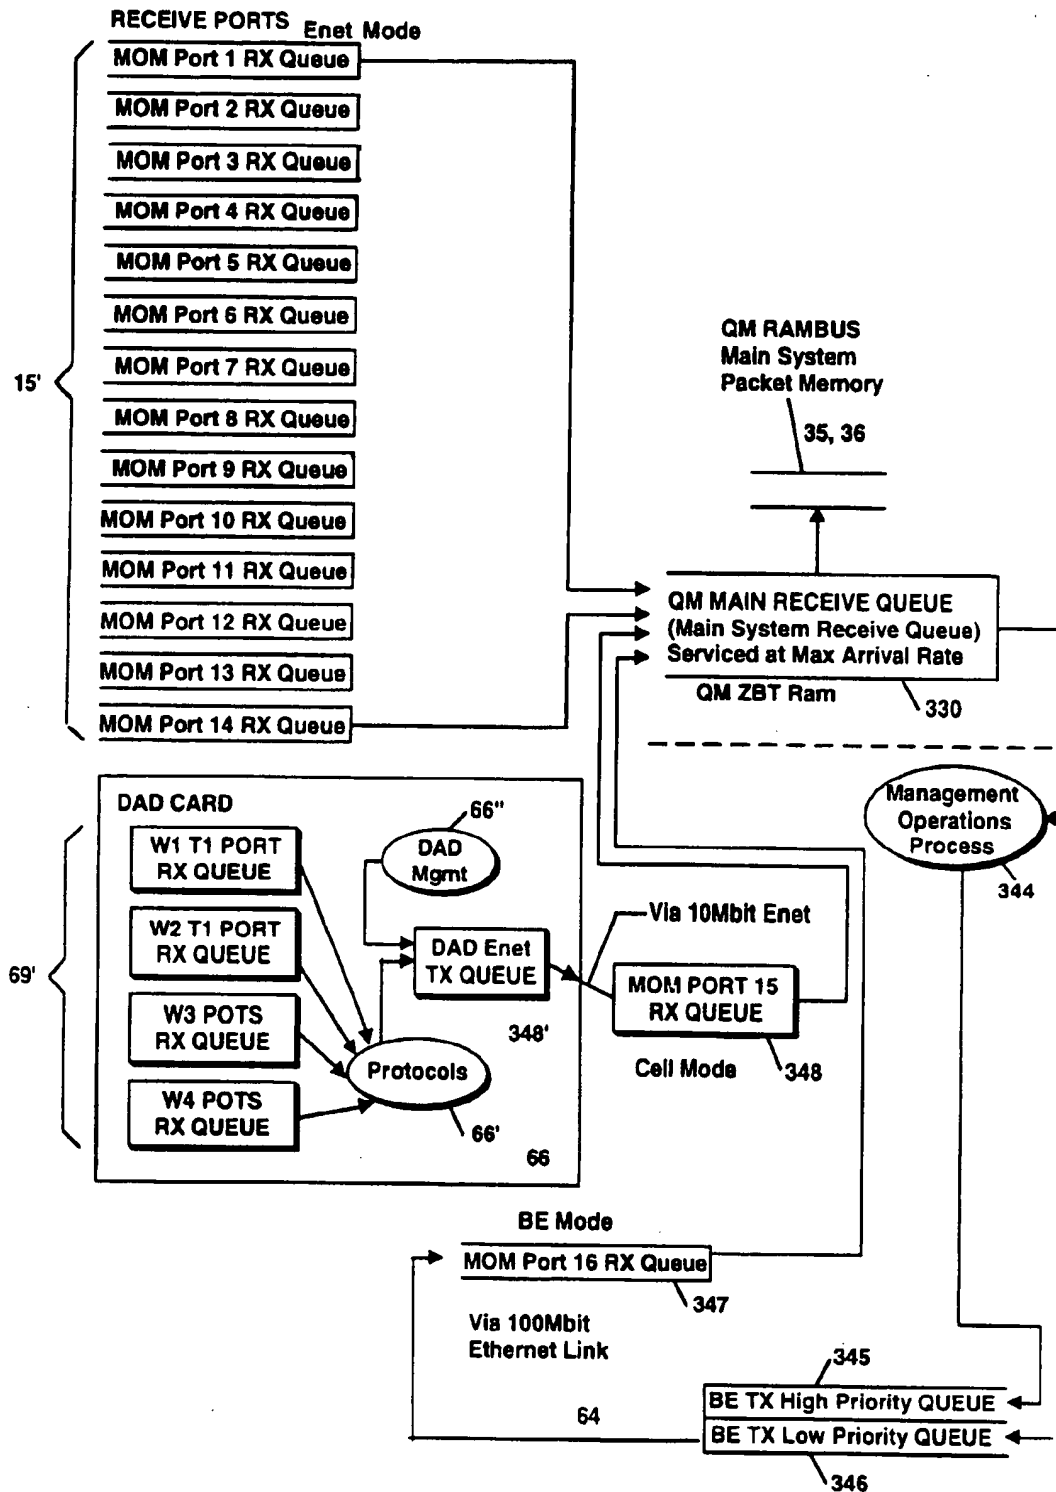 RECEIVE PORTS Enet Mode
MOM Port 1 RX Queue
MOM Port 2 RX Queue
MOM Port 3 RX Queue
MOM Port 4 RX Queue
MOM Port 5 RX Queue
MOM Port 6 RX Queue
MOM Port 7 RX Queue
MOM Port 8 RX Queue
MOM Port 9 RX Queue
MOM Port 10 RX Queue
MOM Port 11 RX Queue
MOM Port 12 RX Queue
MOM Port 13 RX Queue
MOM Port 14 RX Queue
15'
QM RAMBUS
Main System
Packet Memory
35, 36
QM MAIN RECEIVE QUEUE
(Main System Receive Queue)
Serviced at Max Arrival Rate
QM ZBT Ram
330
Management
Operations
Process
344
DAD CARD
W1 T1 PORT
RX QUEUE
W2 T1 PORT
RX QUEUE
W3 POTS
RX QUEUE
W4 POTS
RX QUEUE
69'
66"
DAD
Mgmt
DAD Enet
TX QUEUE
348'
Protocols
66'
66
Via 10Mbit Enet
MOM PORT 15
RX QUEUE
Cell Mode
348
BE Mode
MOM Port 16 RX Queue
347
Via 100Mbit
Ethernet Link
64
345
BE TX High Priority QUEUE
BE TX Low Priority QUEUE
346